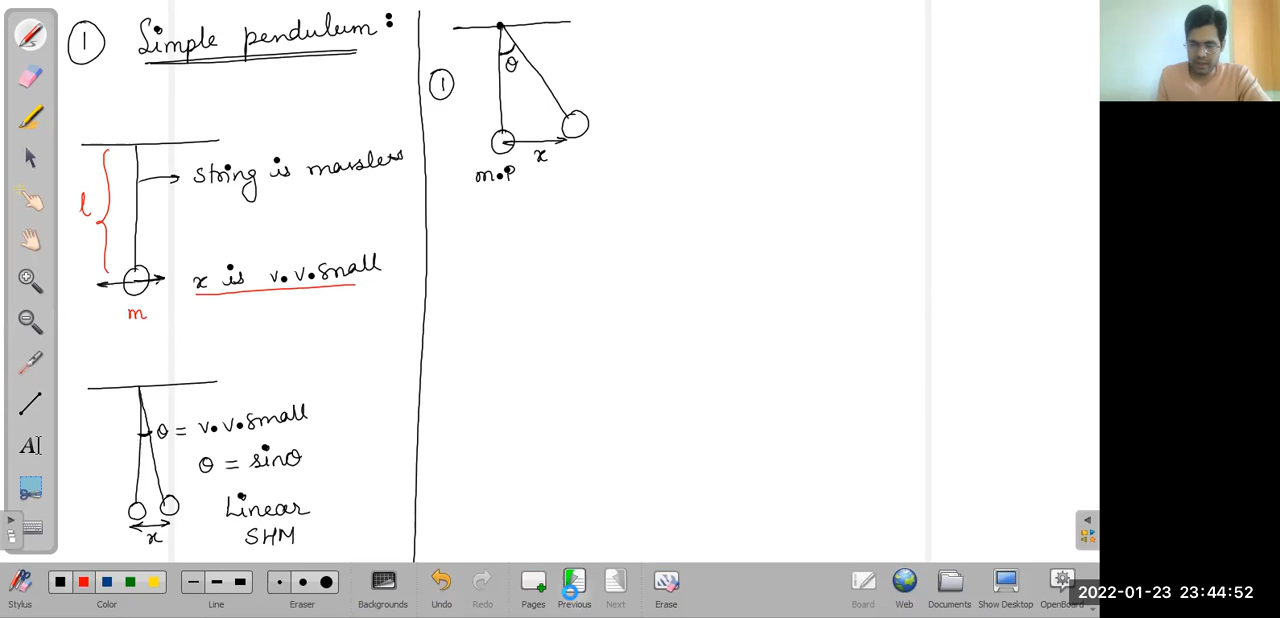 ① Simple pendulum:
l
string is massless
x is v.v.small
m
θ = v.v.small
θ = sinθ
x
Linear
SHM
①
θ
x
m.P
Stylus
Color
Line
Eraser
Backgrounds
Undo
Redo
Pages
Previous
Next
Erase
Board
Web
Documents
Show Desktop
OpenBoard
2022-01-23 23:44:52